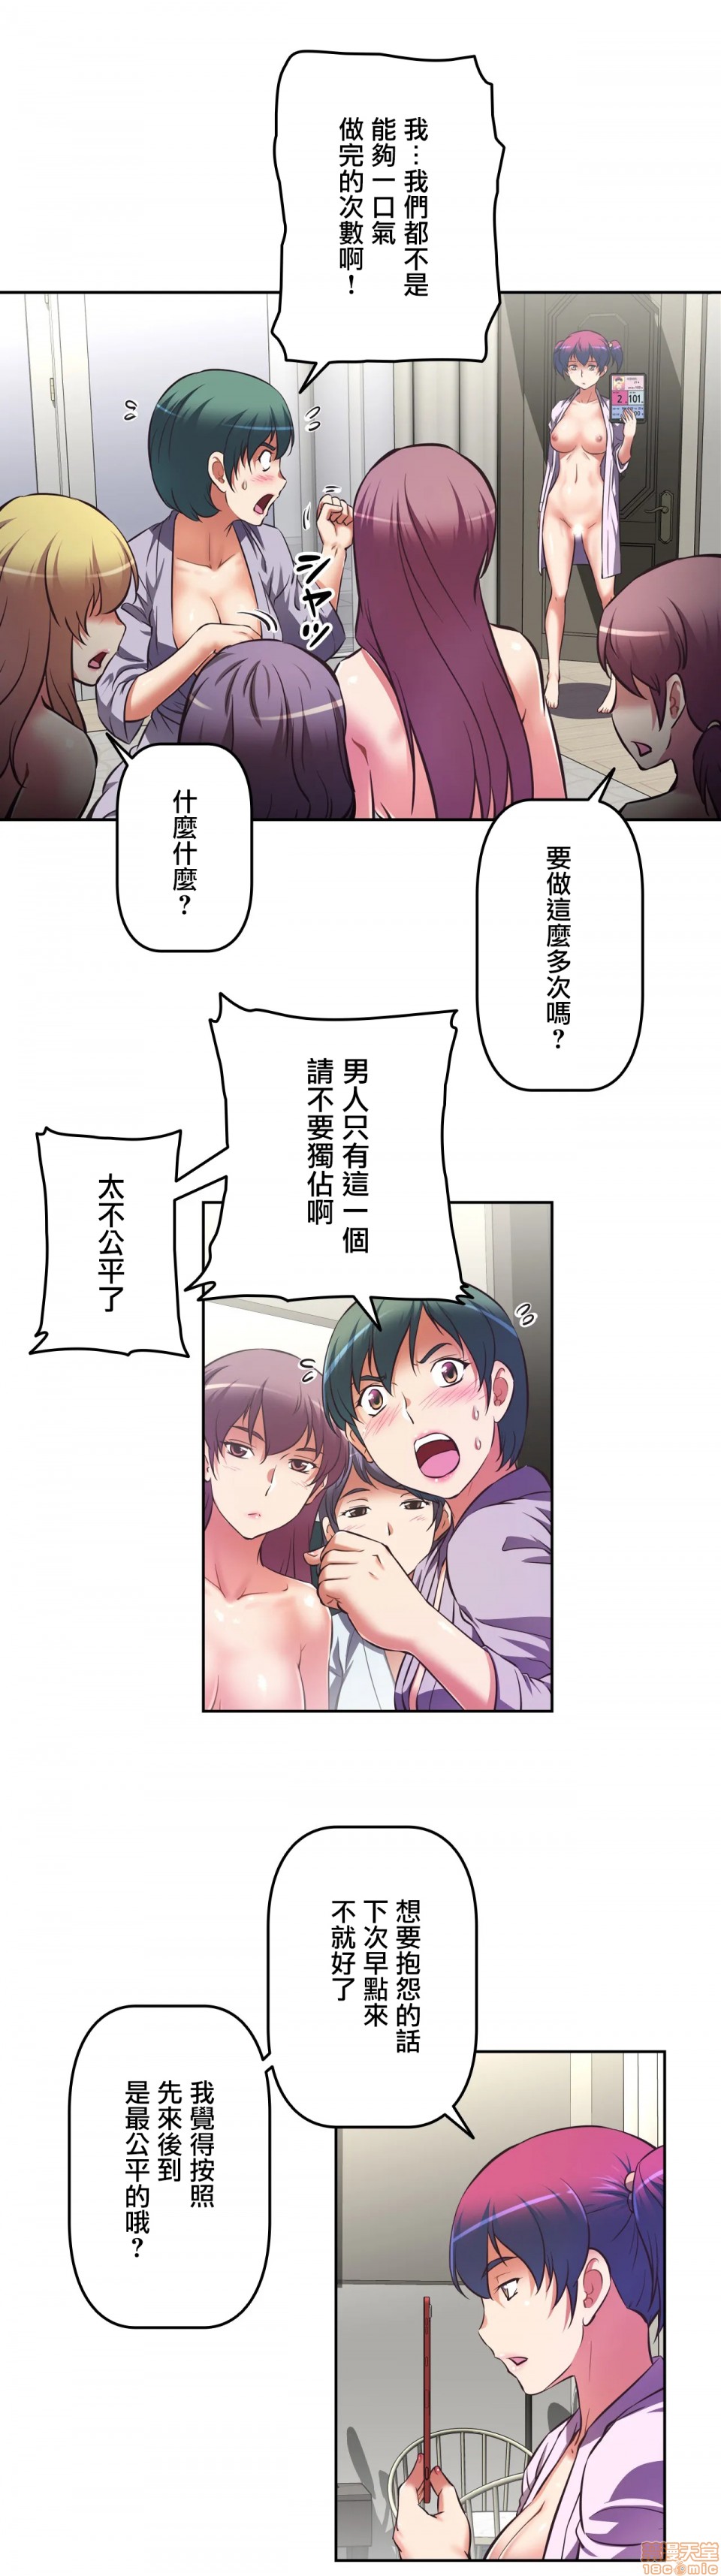 我…我們都不是
能夠一口氣
做完的次數啊！
2
101
シャッ
什麼什麼？
要做這麼多次嗎？
男人只有這一個
請不要獨佔啊
太不公平了
想要抱怨的話
下次早點來
不就好了
我覺得按照
先來後到
是最公平的哦？
漫天堂
18comic